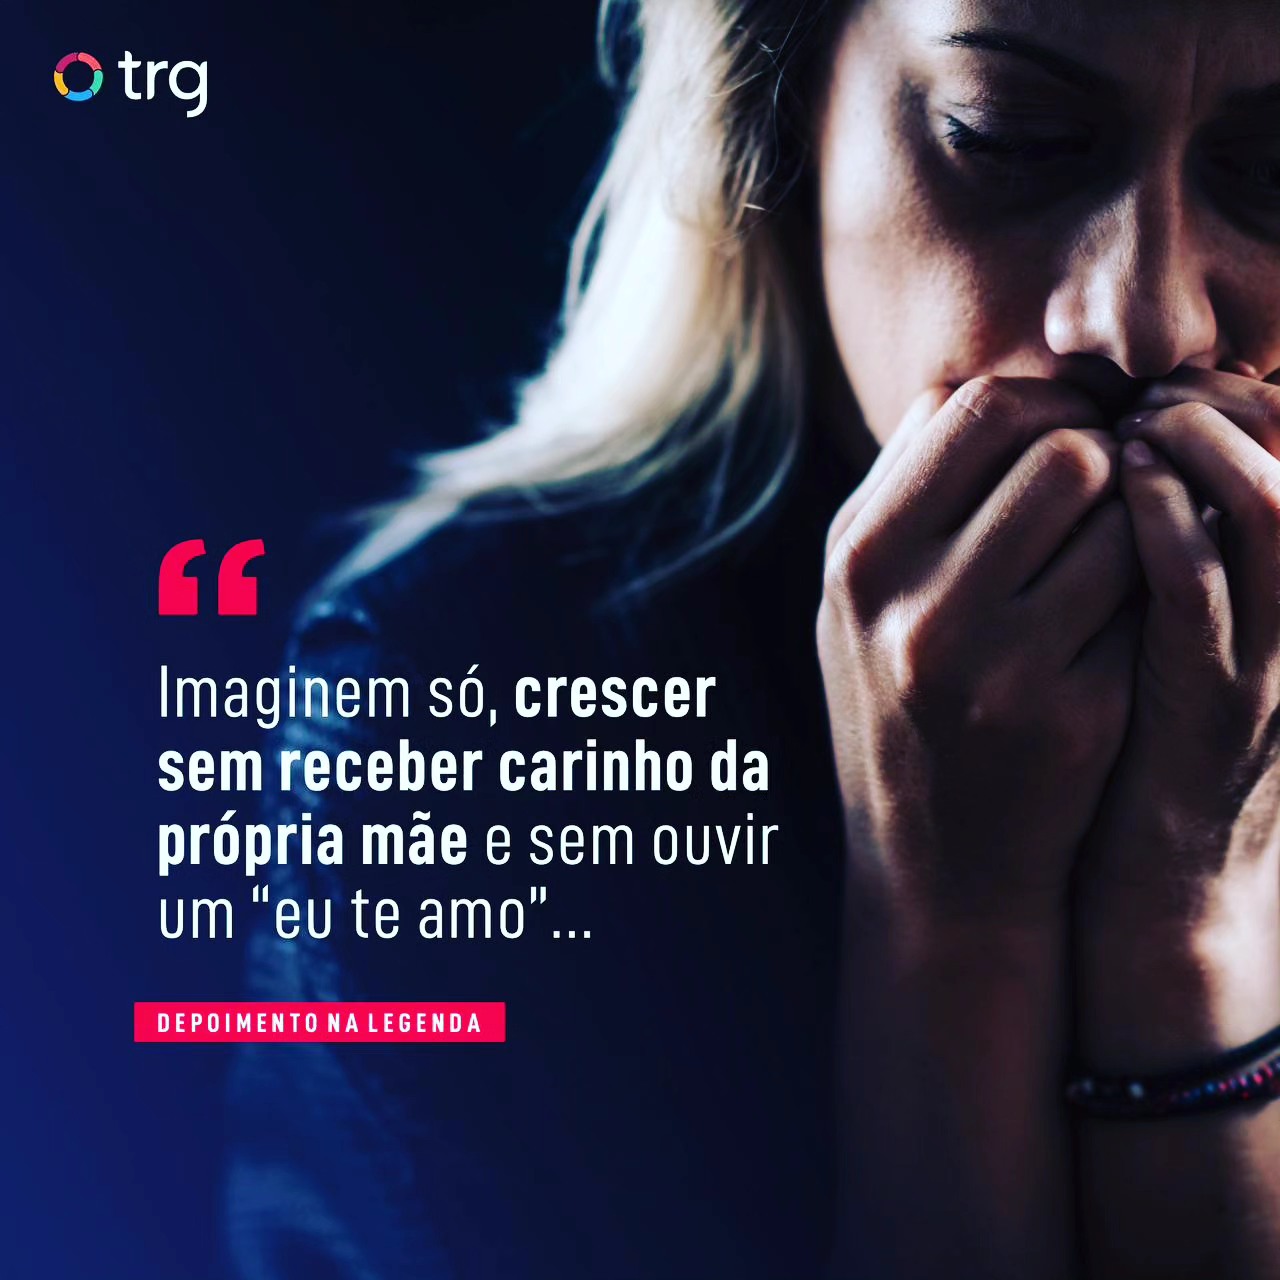 trg
“
Imaginem só, crescer
sem receber carinho da
própria mãe e sem ouvir
um “eu te amo”...
DEPOIMENTO NA LEGENDA